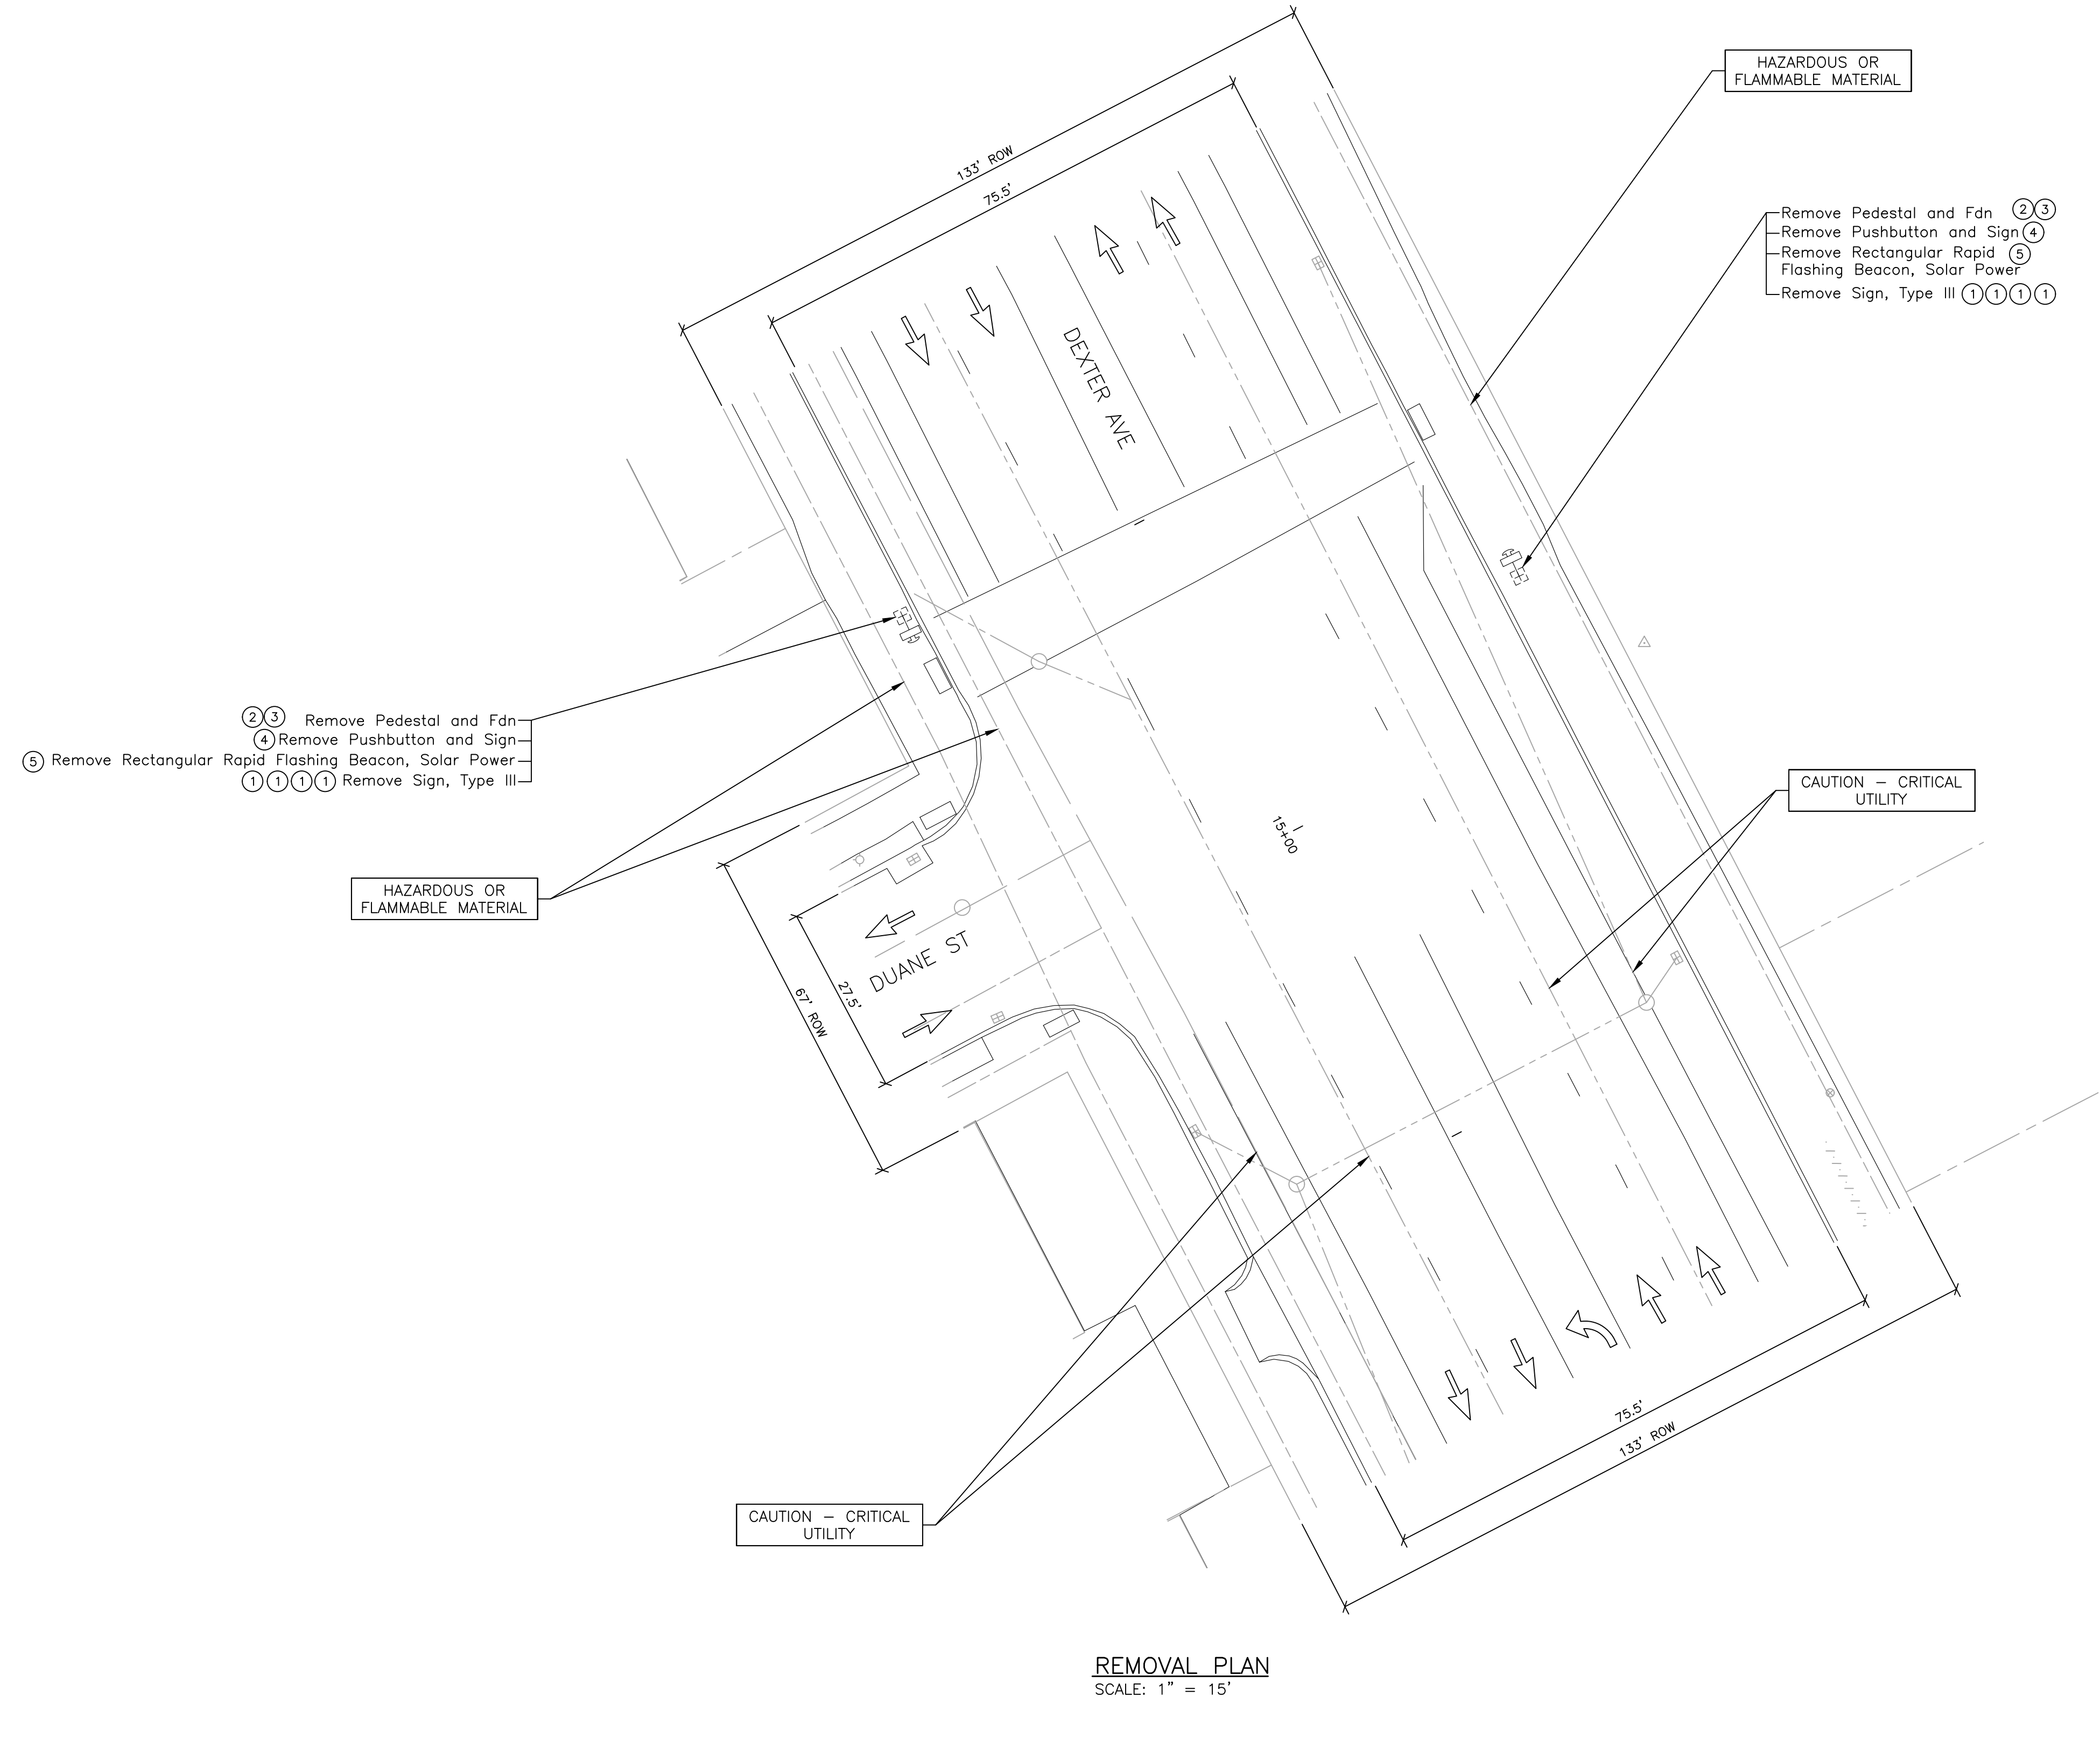 HAZARDOUS OR
FLAMMABLE MATERIAL
133' ROW
75.5'
Remove Pedestal and Fdn 2 3
Remove Pushbutton and Sign 4
Remove Rectangular Rapid 5
Flashing Beacon, Solar Power
Remove Sign, Type III 1 1 1 1
DEXTER AVE
2 3 Remove Pedestal and Fdn
4 Remove Pushbutton and Sign
5 Remove Rectangular Rapid Flashing Beacon, Solar Power
1 1 1 1 Remove Sign, Type III
CAUTION – CRITICAL
UTILITY
15+00
HAZARDOUS OR
FLAMMABLE MATERIAL
DUANE ST
27.5'
67' ROW
75.5'
133' ROW
CAUTION – CRITICAL
UTILITY
REMOVAL PLAN
SCALE: 1" = 15'